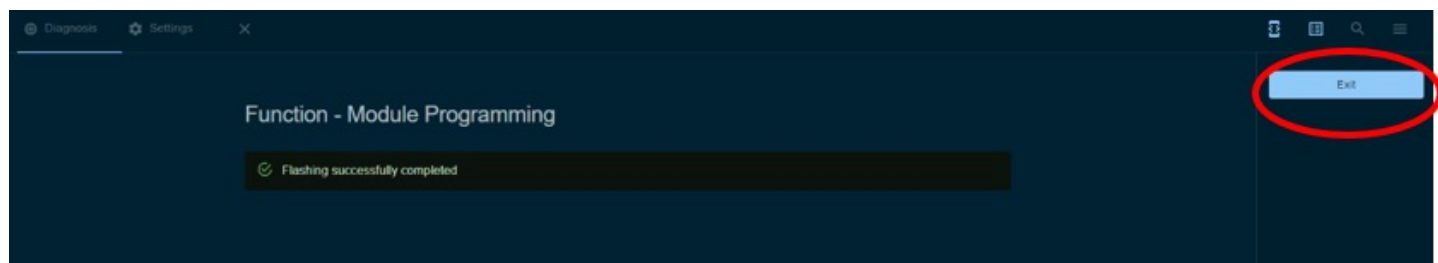 Diagnosis Settings
Exit
Function - Module Programming
Flashing successfully completed